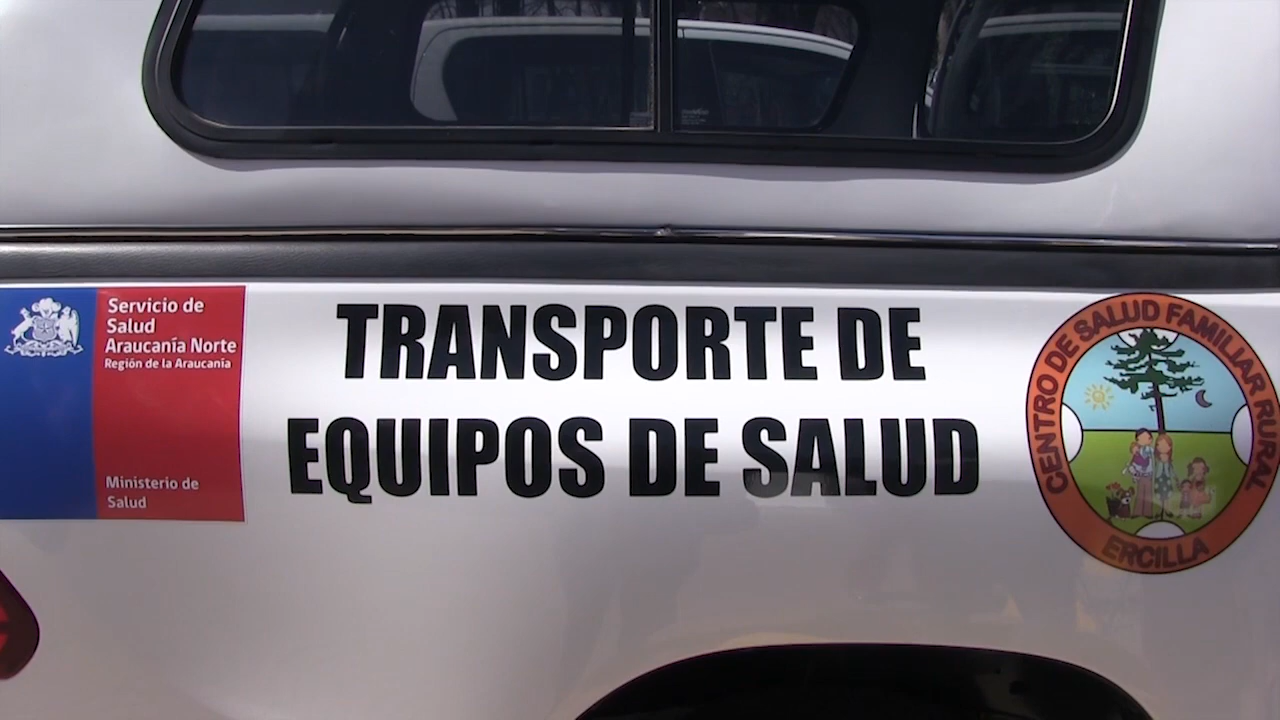 Servicio de
Salud
Araucanía Norte
Región de la Araucanía
Ministerio de
Salud
TRANSPORTE DE
EQUIPOS DE SALUD
CENTRO DE SALUD FAMILIAR RURAL
ERCILLA